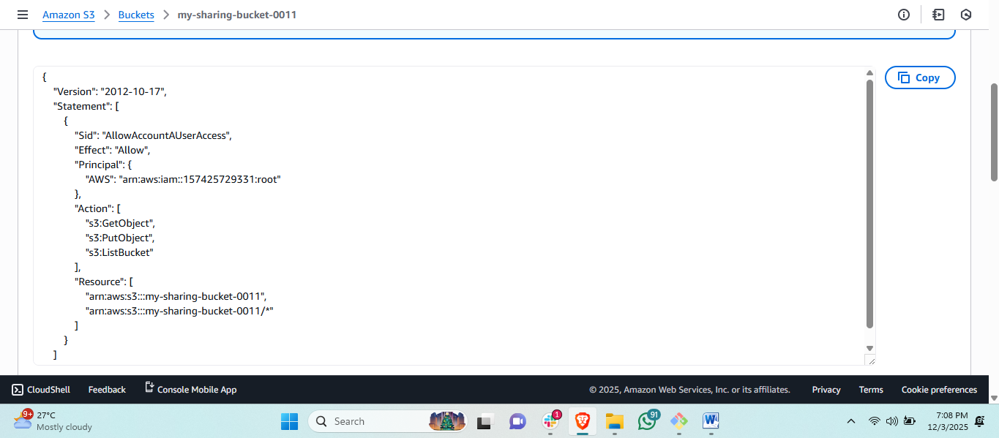 Amazon S3 > Buckets > my-sharing-bucket-0011
Copy
{
"Version": "2012-10-17",
"Statement": [
{
"Sid": "AllowAccountAUserAccess",
"Effect": "Allow",
"Principal": {
"AWS": "arn:aws:iam::157425729331:root"
},
"Action": [
"s3:GetObject",
"s3:PutObject",
"s3:ListBucket"
],
"Resource": [
"arn:aws:s3:::my-sharing-bucket-0011",
"arn:aws:s3:::my-sharing-bucket-0011/*"
]
}
]
CloudShell Feedback Console Mobile App © 2025, Amazon Web Services, Inc. or its affiliates. Privacy Terms Cookie preferences
9+ 27°C
Mostly cloudy
Search
1
91
W
7:08 PM
12/3/2025